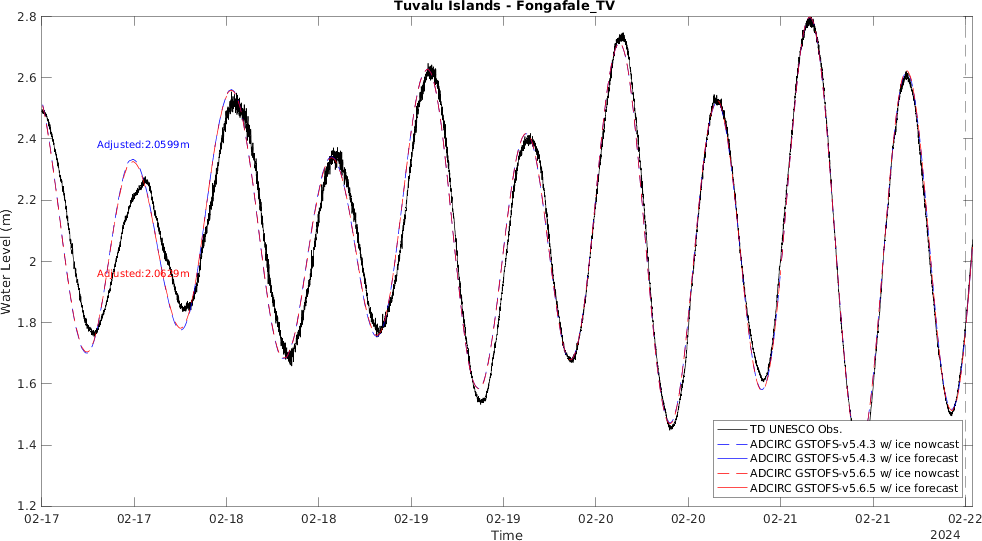 Tuvalu Islands - Fongafale_TV
2.8
2.6
2.4
2.2
2
1.8
1.6
1.4
1.2
Water Level (m)
Adjusted:2.0599m
Adjusted:2.0629m
TD UNESCO Obs.
ADCIRC GSTOFS-v5.4.3 w/ ice nowcast
ADCIRC GSTOFS-v5.4.3 w/ ice forecast
ADCIRC GSTOFS-v5.6.5 w/ ice nowcast
ADCIRC GSTOFS-v5.6.5 w/ ice forecast
02-17 02-17 02-18 02-18 02-19 02-19 02-20 02-20 02-21 02-21 02-22
Time
2024